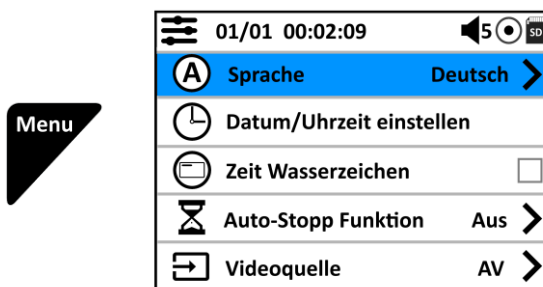 01/01 00:02:09 5 SD
Menu
A Sprache Deutsch
Datum/Uhrzeit einstellen
Zeit Wasserzeichen
Auto-Stopp Funktion Aus
Videoquelle AV